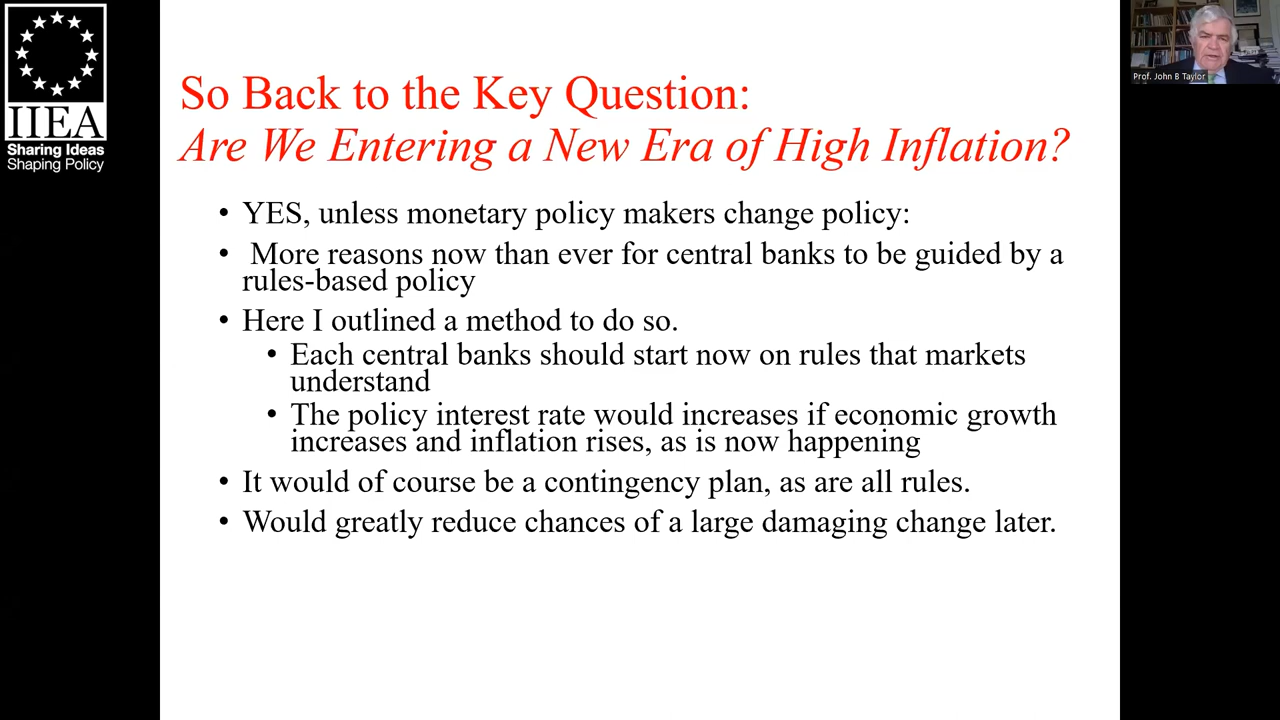 IIEA
Sharing Ideas
Shaping Policy
Prof. John B Taylor
So Back to the Key Question:
Are We Entering a New Era of High Inflation?
• YES, unless monetary policy makers change policy:
• More reasons now than ever for central banks to be guided by a
rules-based policy
• Here I outlined a method to do so.
• Each central banks should start now on rules that markets
understand
• The policy interest rate would increases if economic growth
increases and inflation rises, as is now happening
• It would of course be a contingency plan, as are all rules.
• Would greatly reduce chances of a large damaging change later.